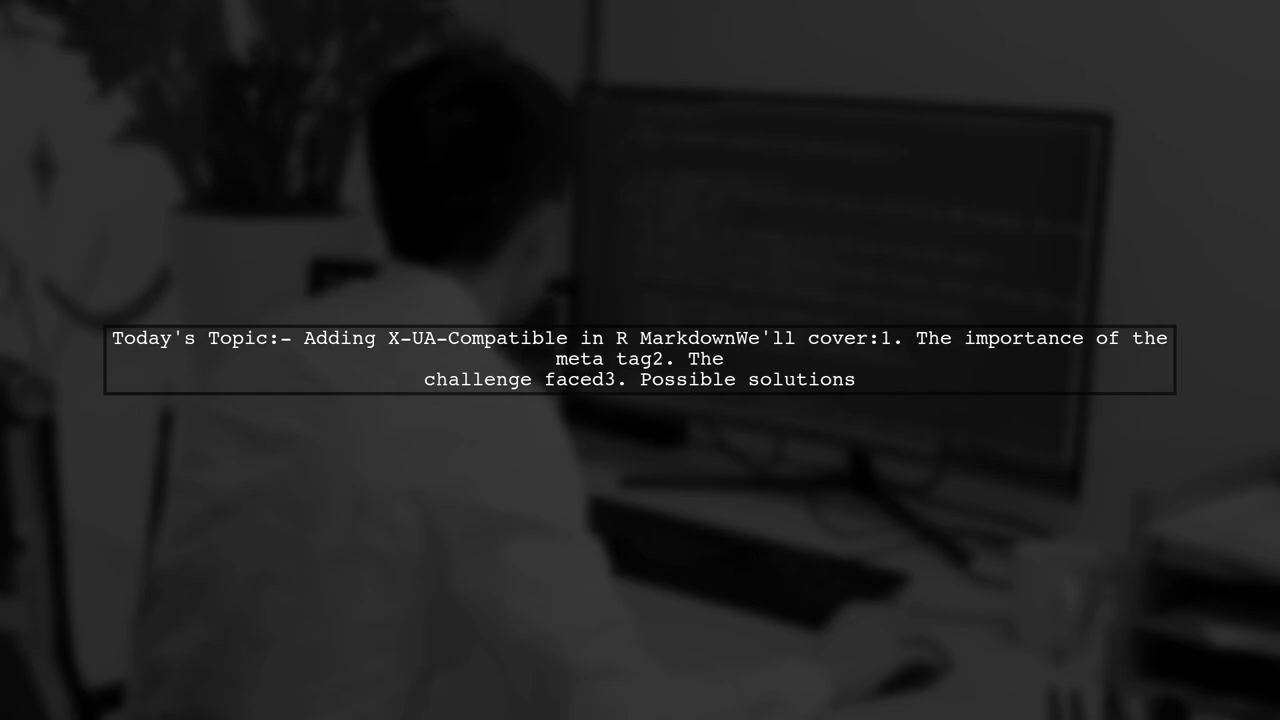 Today's Topic:- Adding X-UA-Compatible in R MarkdownWe'll cover:1. The importance of the
meta tag2. The
challenge faced3. Possible solutions